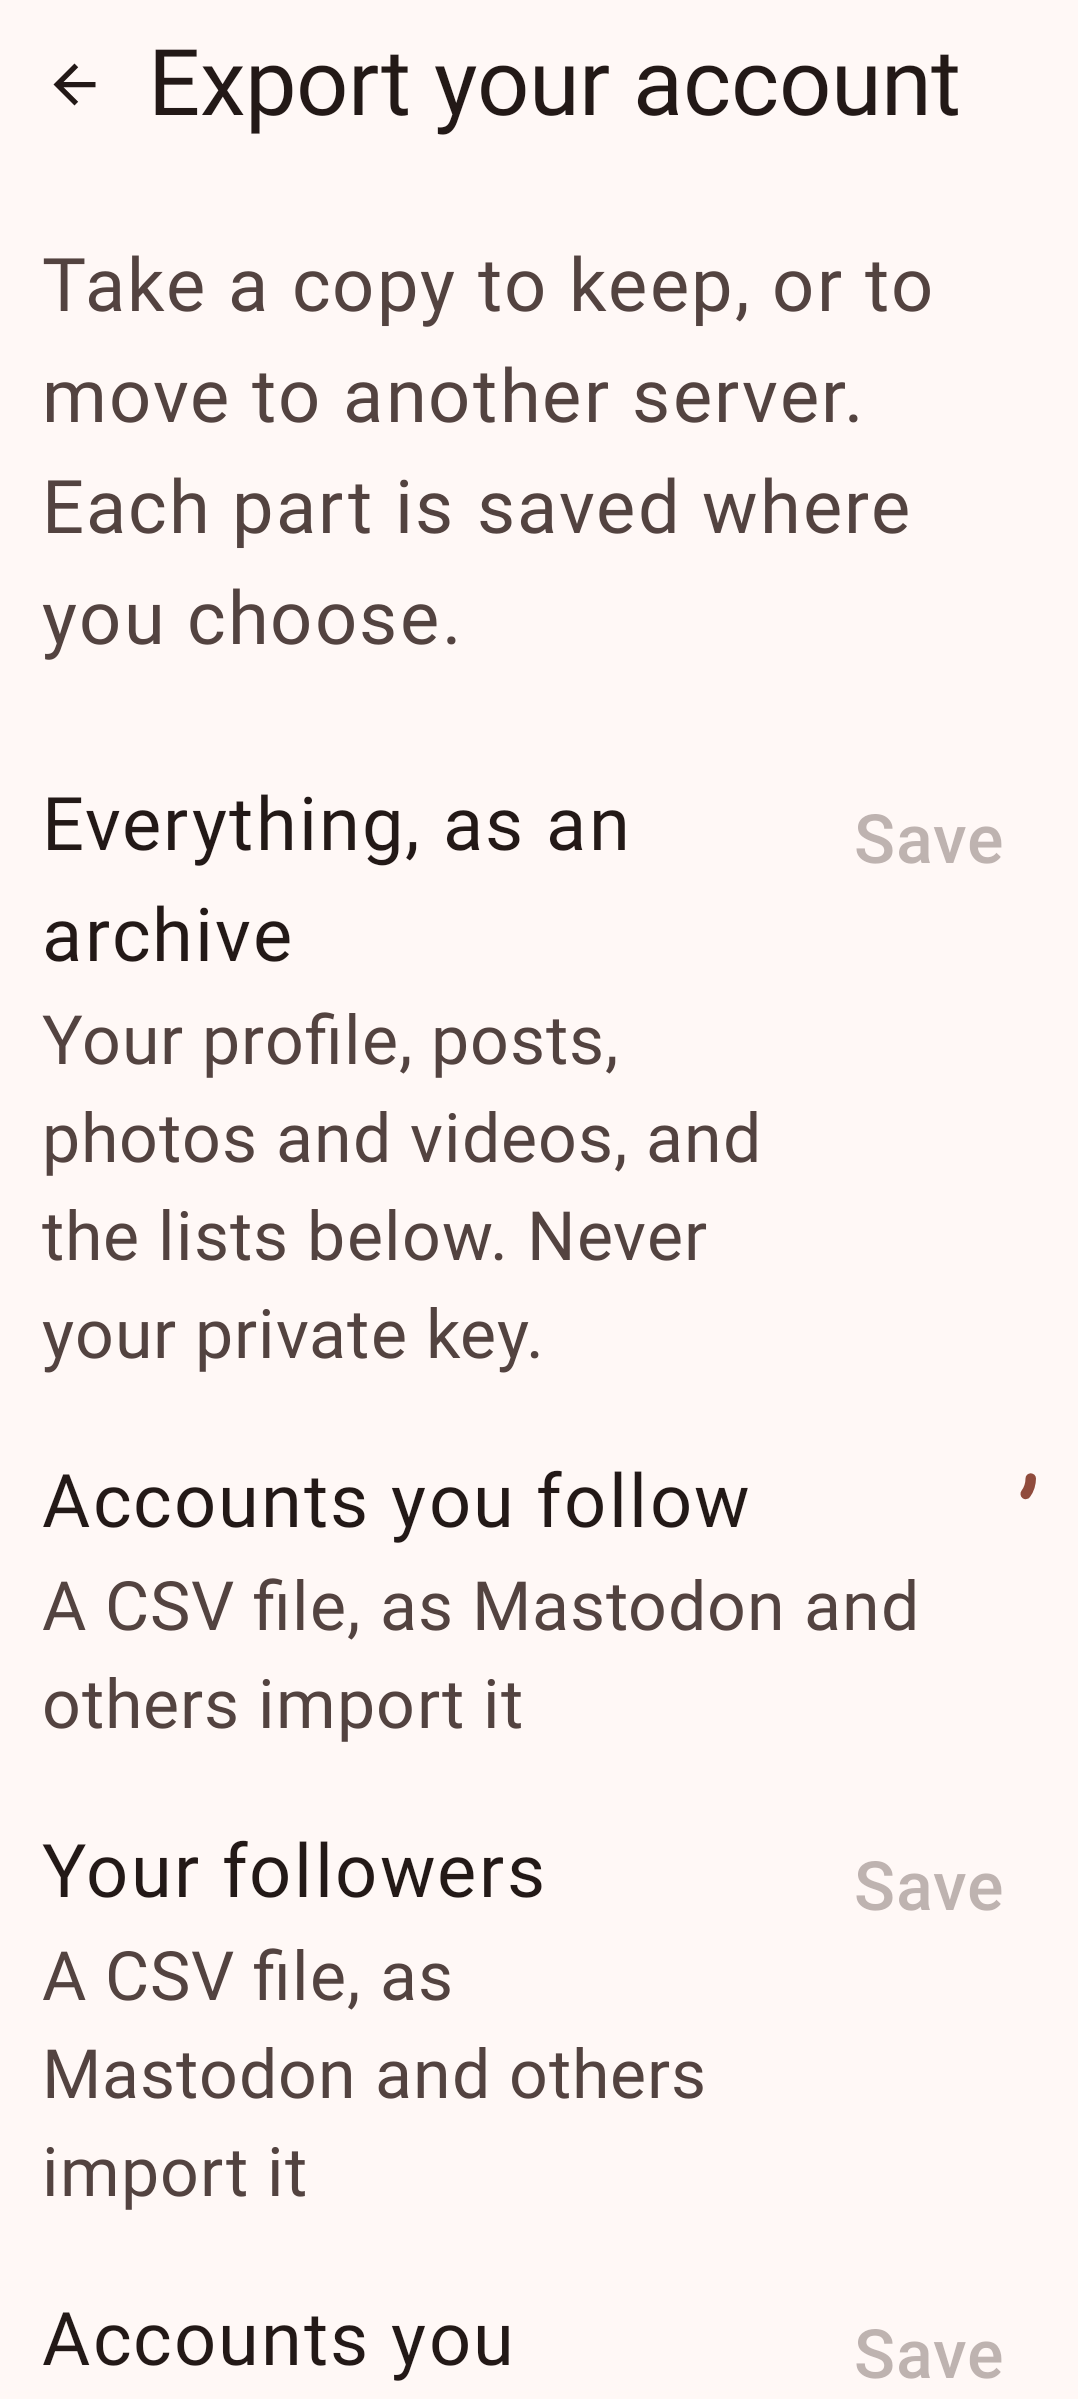 Export your account
Take a copy to keep, or to
move to another server.
Each part is saved where
you choose.
Everything, as an
archive
Save
Your profile, posts,
photos and videos, and
the lists below. Never
your private key.
Accounts you follow
A CSV file, as Mastodon and
others import it
Your followers
Save
A CSV file, as
Mastodon and others
import it
Accounts you
Save